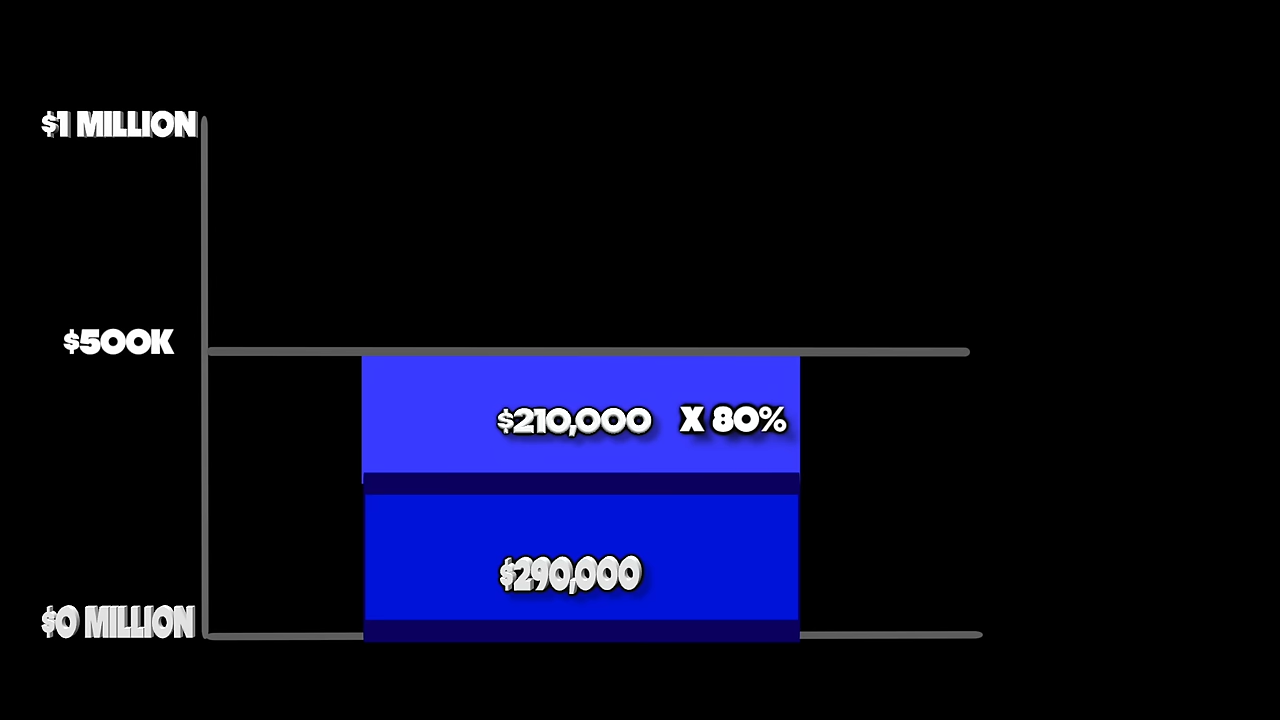 $1 MILLION
$500K
$210,000 X 80%
$290,000
$0 MILLION